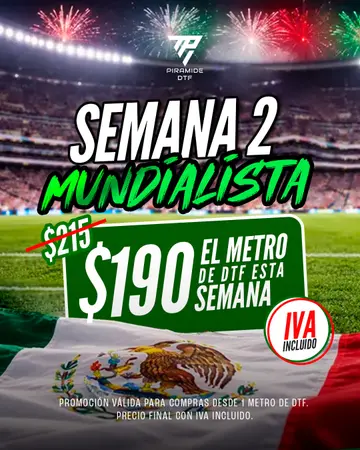 PIRAMIDE
DTF
SEMANA 2
MUNDÍALÍSTA
$215
$190
EL METRO
DE DTF ESTA
SEMANA
IVA
INCLUIDO
PROMOCIÓN VÁLIDA PARA COMPRAS DESDE 1 METRO DE DTF.
PRECIO FINAL CON IVA INCLUIDO.